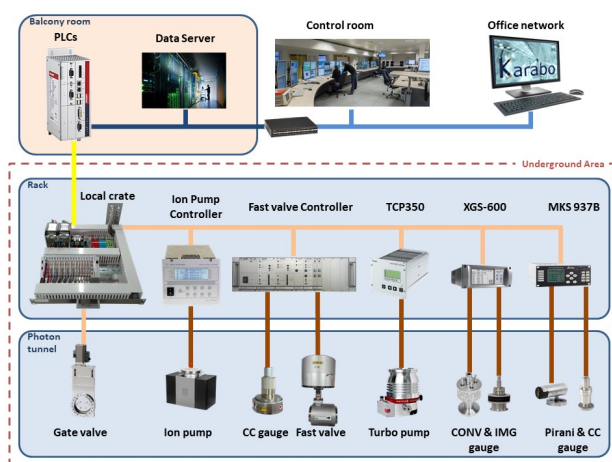 Balcony room
PLCs
Data Server
Control room
Office network
Karabo
Underground Area
Rack
Local crate
Ion Pump
Controller
Fast valve Controller
TCP350
XGS-600
MKS 937B
Photon
tunnel
Gate valve
Ion pump
CC gauge
Fast valve
Turbo pump
CONV & IMG
gauge
Pirani & CC
gauge